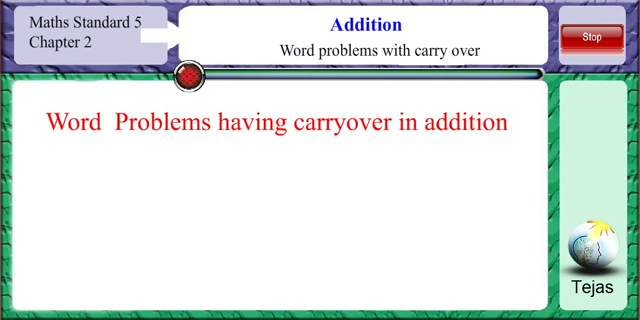 Maths Standard 5
Chapter 2
Addition
Word problems with carry over
Stop
Word  Problems having carryover in addition
Tejas